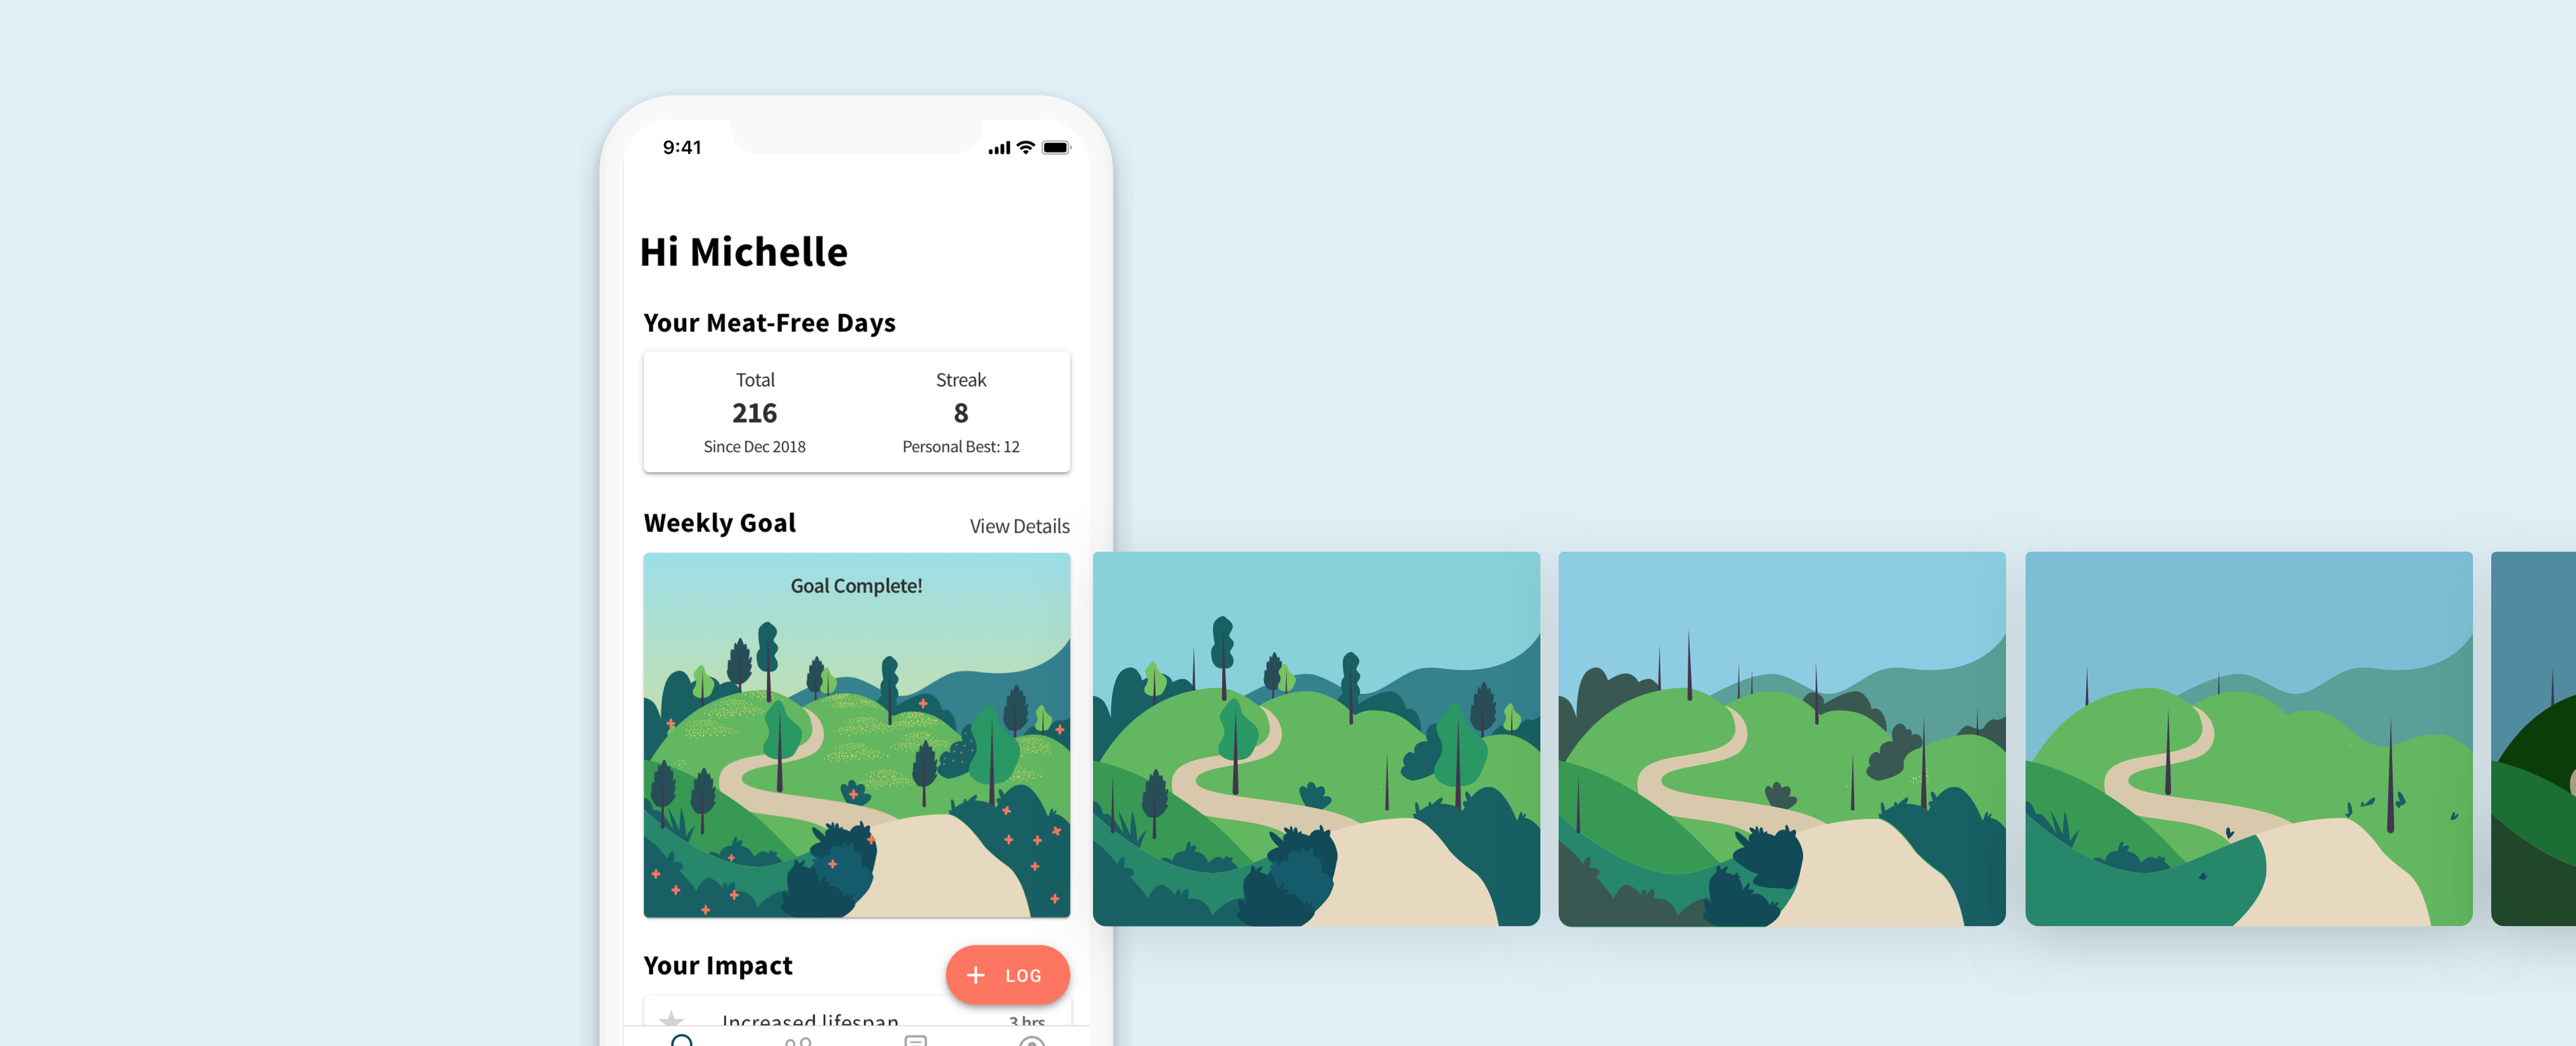 9:41
Hi Michelle
Your Meat-Free Days
Total Streak
216 8
Since Dec 2018 Personal Best: 12
Weekly Goal View Details
Goal Complete!
Your Impact
+ LOG
Increased lifespan 3 hrs